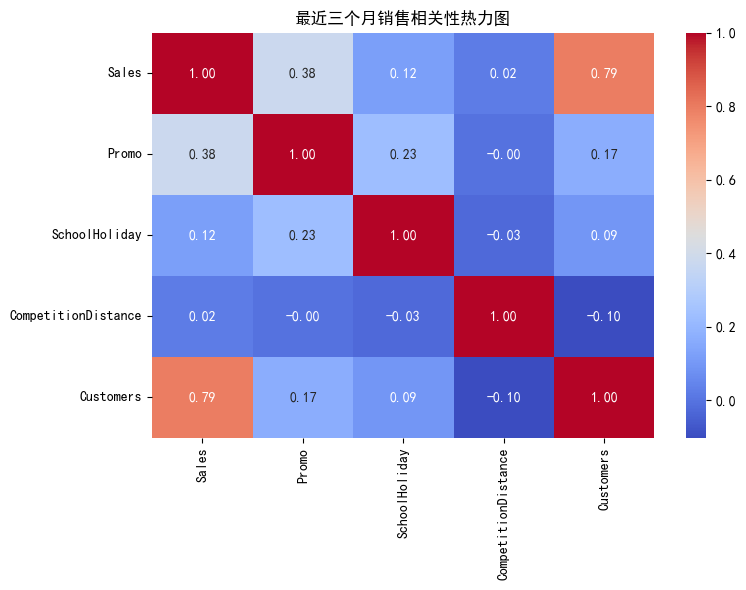 最近三个月销售相关性热力图
Sales 1.00 0.38 0.12 0.02 0.79
Promo 0.38 1.00 0.23 -0.00 0.17
SchoolHoliday 0.12 0.23 1.00 -0.03 0.09
CompetitionDistance 0.02 -0.00 -0.03 1.00 -0.10
Customers 0.79 0.17 0.09 -0.10 1.00
Sales
Promo
SchoolHoliday
CompetitionDistance
Customers
1.0
0.8
0.6
0.4
0.2
0.0